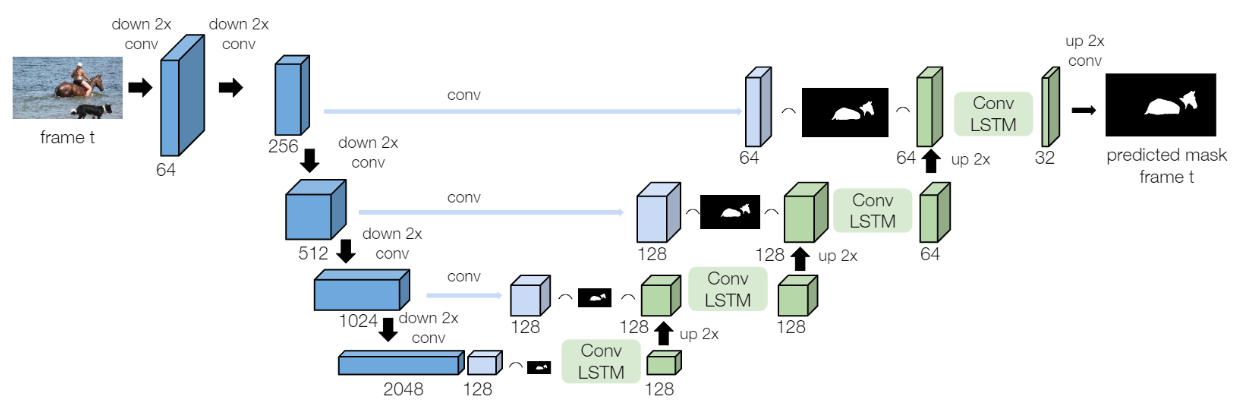 down 2x
conv
down 2x
conv
up 2x
conv
frame t
64
256
conv
64
64
Conv
LSTM
32
predicted mask
frame t
down 2x
conv
up 2x
512
conv
128
128
Conv
LSTM
64
down 2x
conv
up 2x
1024
conv
128
128
Conv
LSTM
128
down 2x
conv
up 2x
2048
128
Conv
LSTM
128